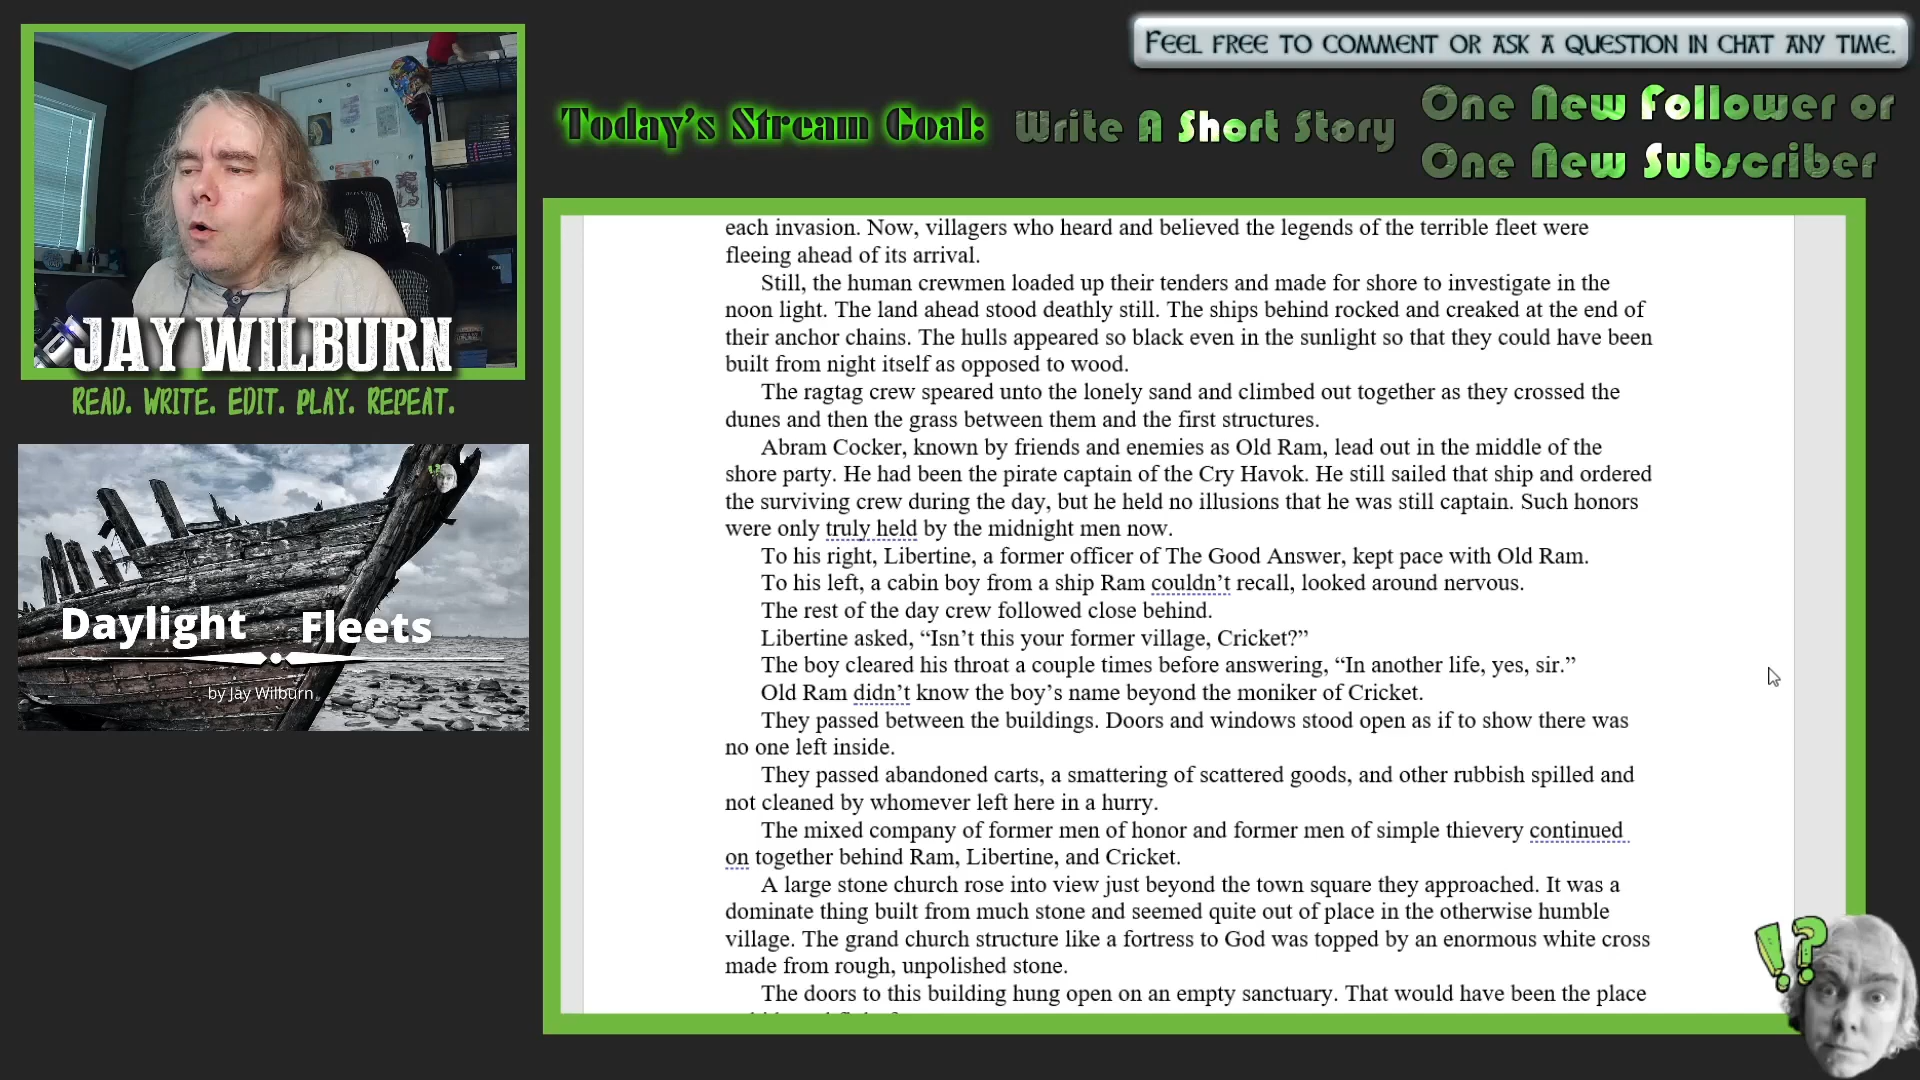 FEEL FREE TO COMMENT OR ASK A QUESTION IN CHAT ANY TIME.
Today's Stream Goal:
Write A Short Story
One New Follower or
One New Subscriber
JAY WILBURN
READ. WRITE. EDIT. PLAY. REPEAT.
Daylight Fleets
by Jay Wilburn
each invasion. Now, villagers who heard and believed the legends of the terrible fleet were
fleeing ahead of its arrival.
Still, the human crewmen loaded up their tenders and made for shore to investigate in the
noon light. The land ahead stood deathly still. The ships behind rocked and creaked at the end of
their anchor chains. The hulls appeared so black even in the sunlight so that they could have been
built from night itself as opposed to wood.
The ragtag crew speared unto the lonely sand and climbed out together as they crossed the
dunes and then the grass between them and the first structures.
Abram Cocker, known by friends and enemies as Old Ram, lead out in the middle of the
shore party. He had been the pirate captain of the Cry Havok. He still sailed that ship and ordered
the surviving crew during the day, but he held no illusions that he was still captain. Such honors
were only truly held by the midnight men now.
To his right, Libertine, a former officer of The Good Answer, kept pace with Old Ram.
To his left, a cabin boy from a ship Ram couldn’t recall, looked around nervous.
The rest of the day crew followed close behind.
Libertine asked, “Isn’t this your former village, Cricket?”
The boy cleared his throat a couple times before answering, “In another life, yes, sir.”
Old Ram didn’t know the boy’s name beyond the moniker of Cricket.
They passed between the buildings. Doors and windows stood open as if to show there was
no one left inside.
They passed abandoned carts, a smattering of scattered goods, and other rubbish spilled and
not cleaned by whomever left here in a hurry.
The mixed company of former men of honor and former men of simple thievery continued
on together behind Ram, Libertine, and Cricket.
A large stone church rose into view just beyond the town square they approached. It was a
dominate thing built from much stone and seemed quite out of place in the otherwise humble
village. The grand church structure like a fortress to God was topped by an enormous white cross
made from rough, unpolished stone.
The doors to this building hung open on an empty sanctuary. That would have been the place
!?